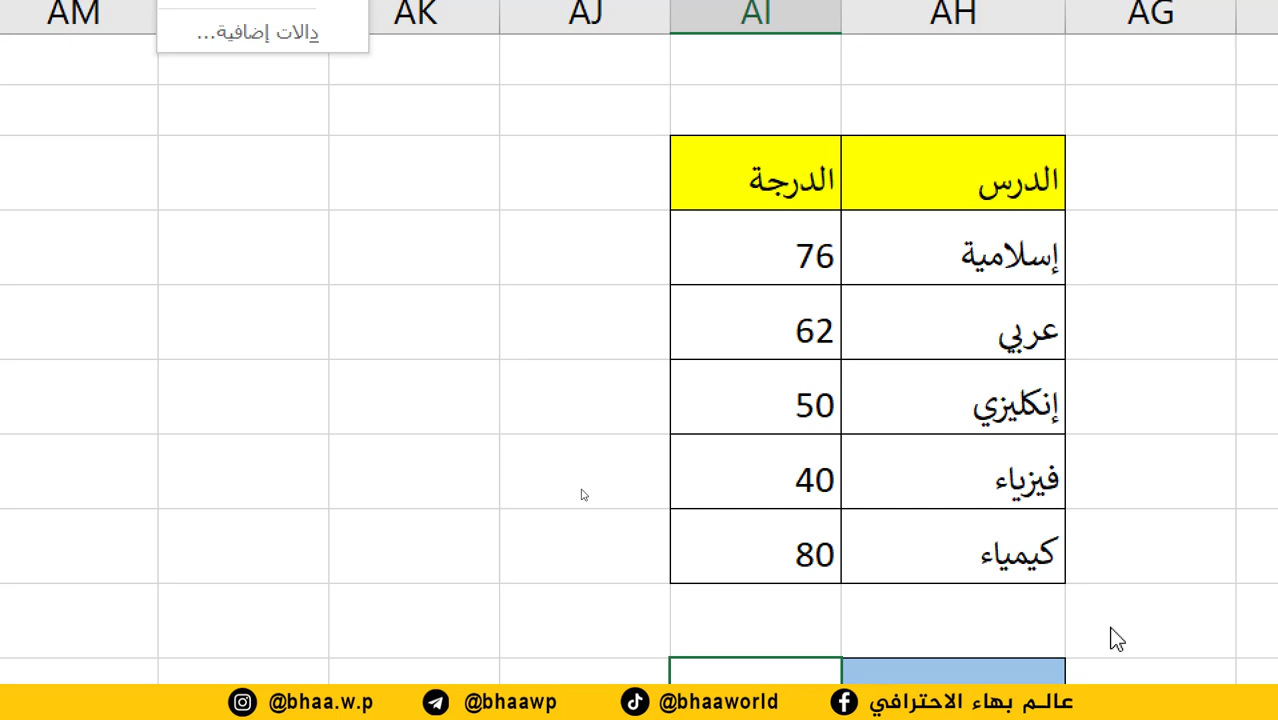 AM AK AJ AI AH AG
دالات إضافية...
الدرس الدرجة
إسلامية 76
عربي 62
إنكليزي 50
فيزياء 40
كيمياء 80
@bhaa.w.p @bhaawp @bhaaworld عالم بهاء الاحترافي